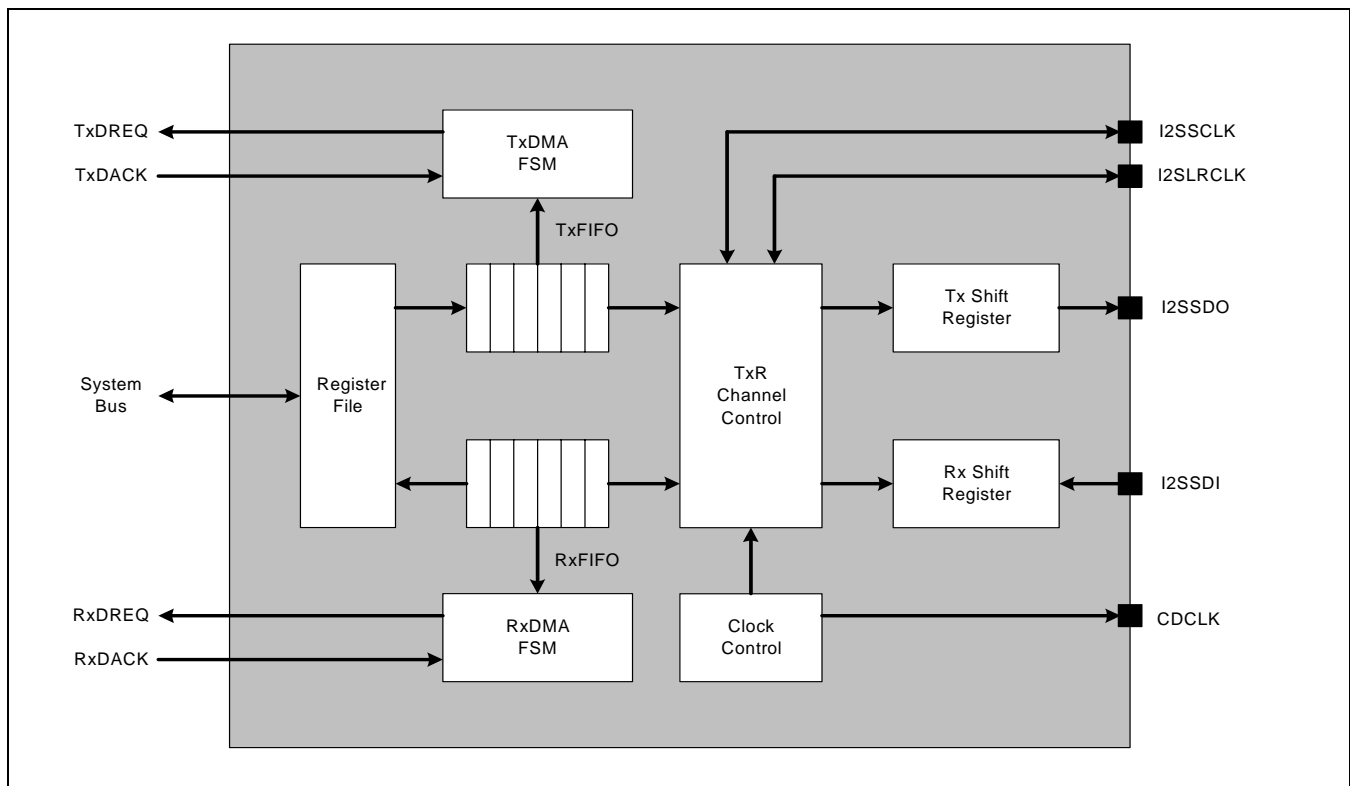 TxDREQ
TxDACK
TxDMA
FSM
I2SSCLK
I2SLRCLK
TxFIFO
Tx Shift
Register
I2SSDO
System
Bus
Register
File
TxR
Channel
Control
Rx Shift
Register
I2SSDI
RxFIFO
RxDREQ
RxDACK
RxDMA
FSM
Clock
Control
CDCLK